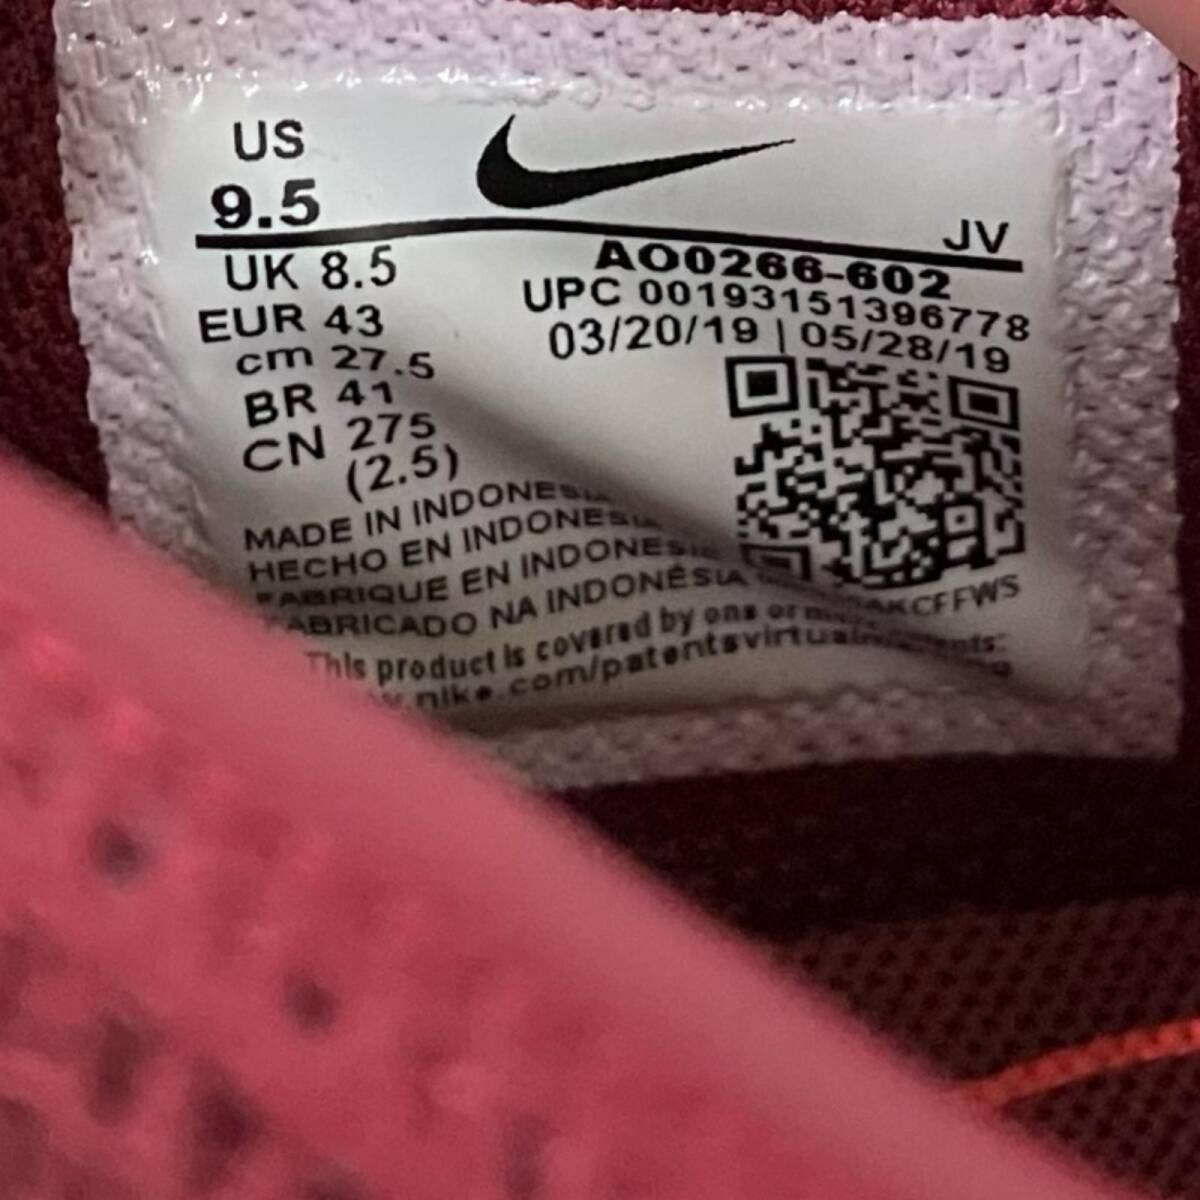 US
9.5
JV
UK 8.5
AO0266-602
UPC 00193151396778
EUR 43
03/20/19 | 05/28/19
cm 27.5
BR 41
CN 275
(2.5)
MADE IN INDONESIA
HECHO EN INDONESIA
FABRIQUE EN INDONESIE
FABRICADO NA INDONÉSIA
This product is covered by one or
.nike.com/patents